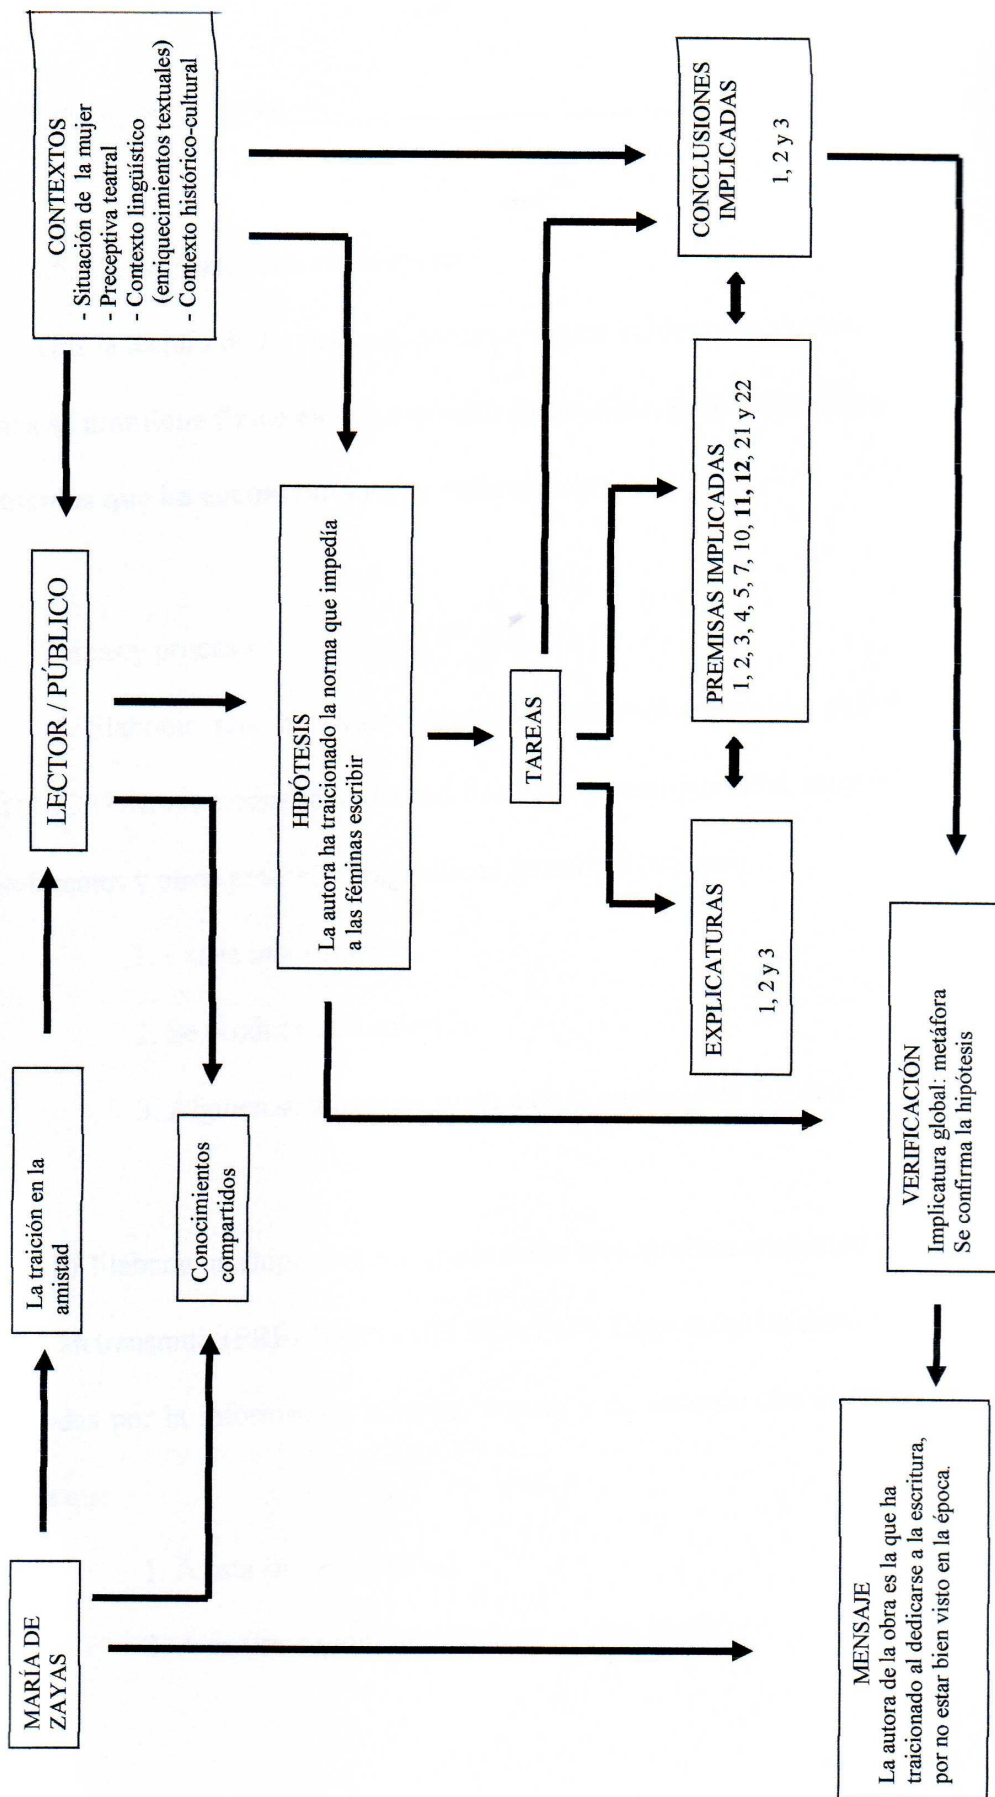 MARÍA DE
ZAYAS
La traición en la
amistad
LECTOR / PÚBLICO
CONTEXTOS
- Situación de la mujer
- Preceptiva teatral
- Contexto lingüístico
(enriquecimientos textuales)
- Contexto histórico-cultural
Conocimientos
compartidos
HIPÓTESIS
La autora ha traicionado la norma que impedía
a las féminas escribir
TAREAS
EXPLICATURAS
1, 2 y 3
PREMISAS IMPLICADAS
1, 2, 3, 4, 5, 7, 10, 11, 12, 21 y 22
CONCLUSIONES
IMPLICADAS
1, 2 y 3
MENSAJE
La autora de la obra es la que ha
traicionado al dedicarse a la escritura,
por no estar bien visto en la época.
VERIFICACIÓN
Implicatura global: metáfora
Se confirma la hipótesis